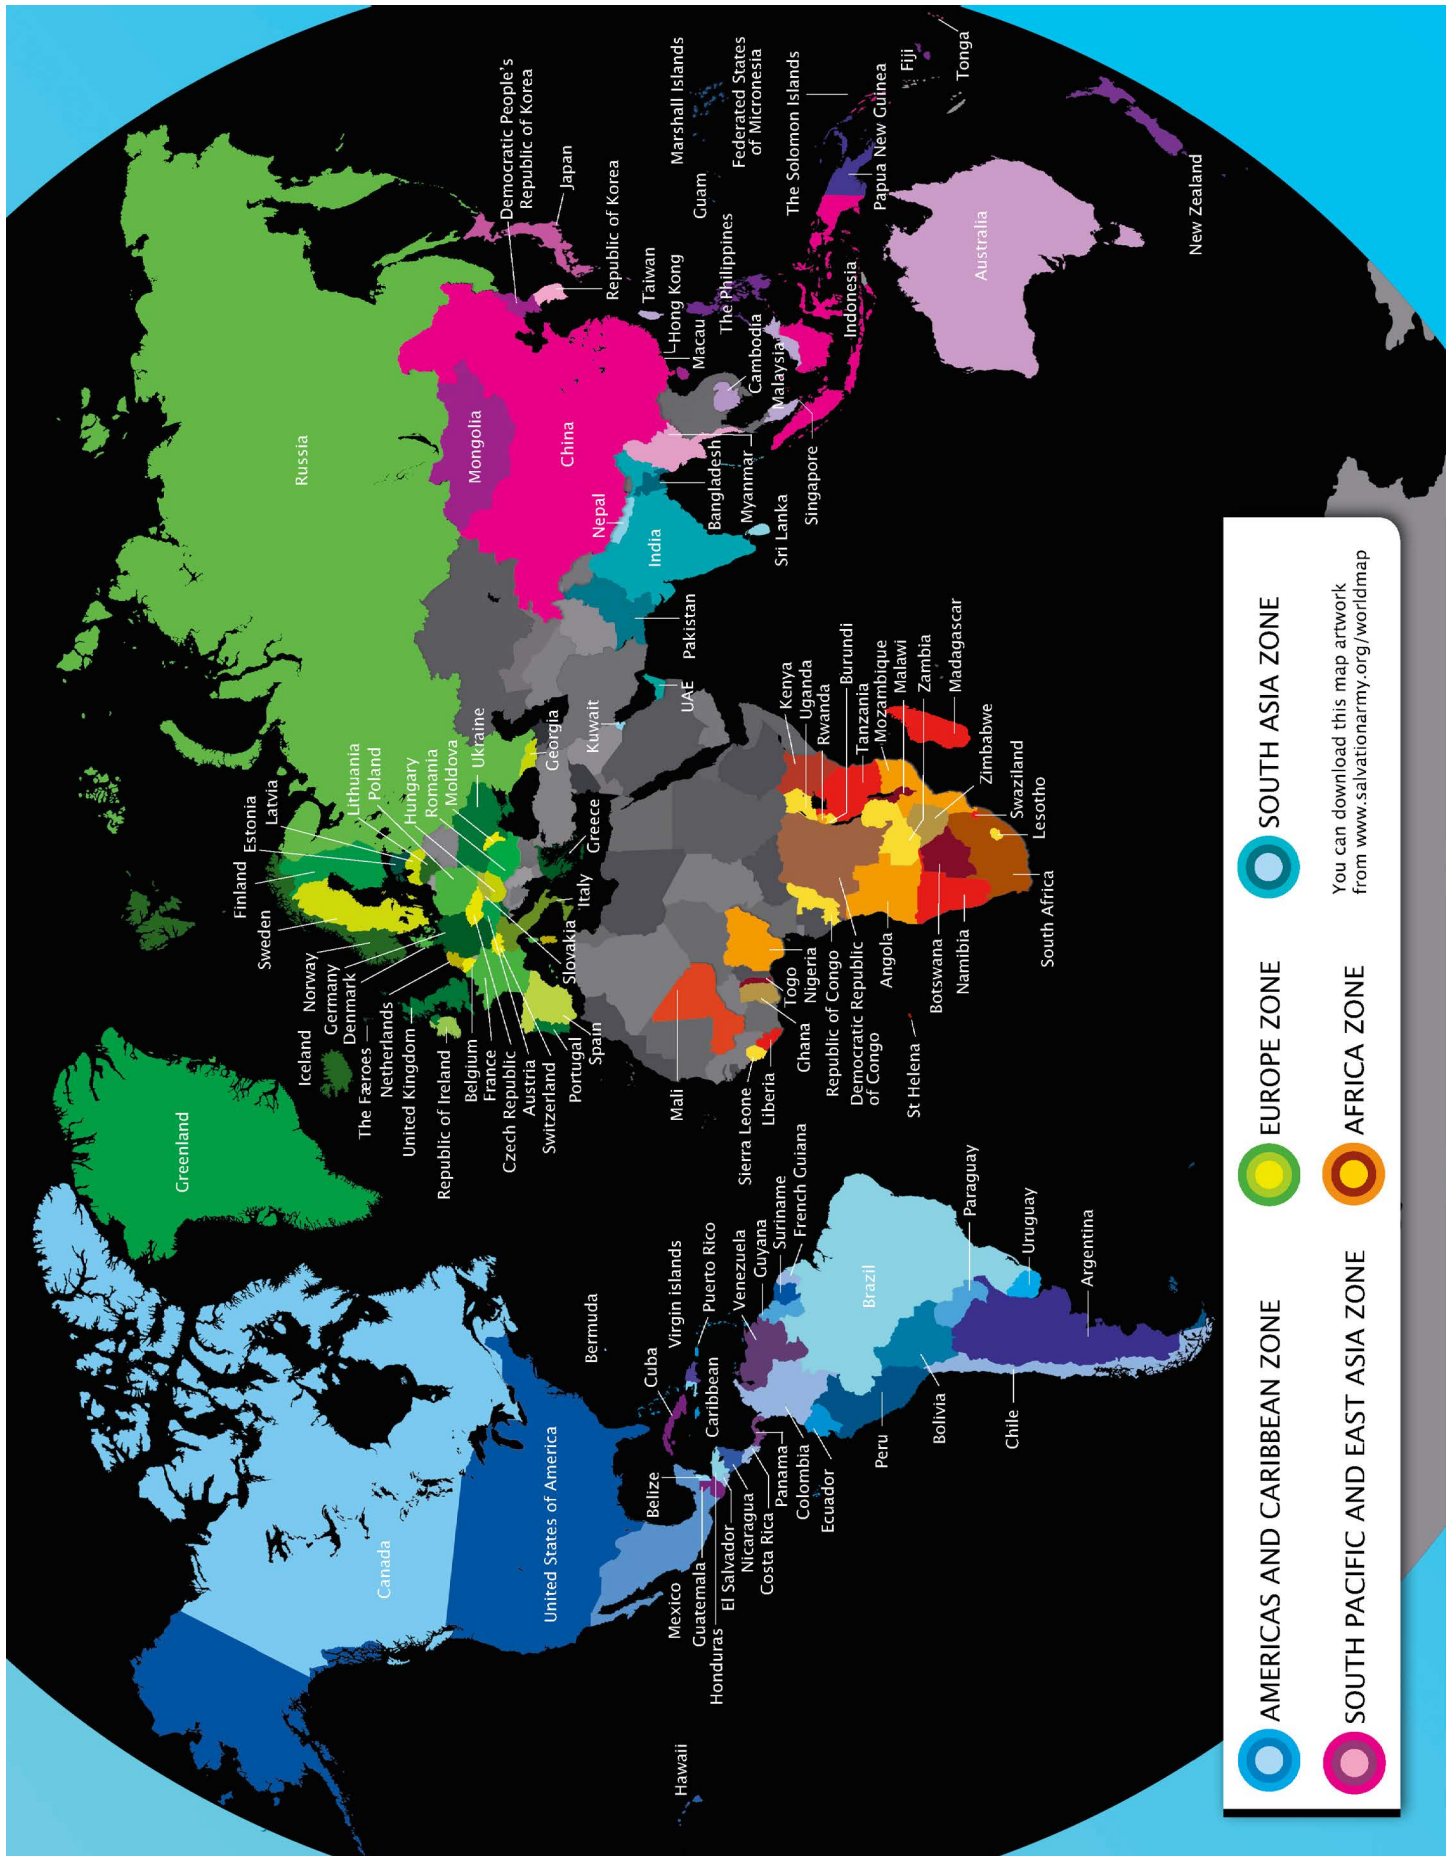 Greenland
Canada
United States of America
Hawaii
Mexico
Guatemala
Honduras
El Salvador
Nicaragua
Costa Rica
Panama
Colombia
Ecuador
Belize
Cuba
Caribbean
Virgin Islands
Puerto Rico
Bermuda
Venezuela
Guyana
Suriname
French Guiana
Brazil
Peru
Bolivia
Chile
Paraguay
Uruguay
Argentina
Iceland
The Færoes
United Kingdom
Republic of Ireland
Netherlands
Belgium
France
Czech Republic
Austria
Switzerland
Portugal
Spain
Denmark
Germany
Norway
Sweden
Finland
Estonia
Latvia
Lithuania
Poland
Hungary
Romania
Moldova
Ukraine
Georgia
Greece
Italy
Slovakia
Russia
Kuwait
UAE
Mali
Sierra Leone
Liberia
Ghana
Togo
Nigeria
Republic of Congo
Democratic Republic
of Congo
St Helena
Angola
Botswana
Namibia
South Africa
Kenya
Uganda
Rwanda
Burundi
Tanzania
Mozambique
Malawi
Zambia
Madagascar
Zimbabwe
Swaziland
Lesotho
Pakistan
India
Nepal
Sri Lanka
Bangladesh
Myanmar
Singapore
Mongolia
China
Democratic People's
Republic of Korea
Japan
Republic of Korea
Taiwan
Hong Kong
Macau
The Philippines
Cambodia
Malaysia
Indonesia
Guam
Marshall Islands
Federated States
of Micronesia
The Solomon Islands
Papua New Guinea
Fiji
Tonga
Australia
New Zealand
AMERICAS AND CARIBBEAN ZONE
EUROPE ZONE
SOUTH ASIA ZONE
SOUTH PACIFIC AND EAST ASIA ZONE
AFRICA ZONE
You can download this map artwork
from www.salvationarmy.org/worldmap